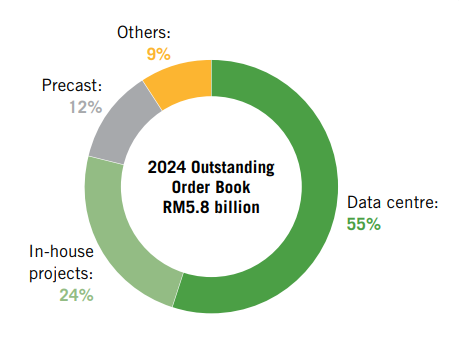 Others:
9%
Precast:
12%
2024 Outstanding
Order Book
RM5.8 billion
Data centre:
55%
In-house
projects:
24%